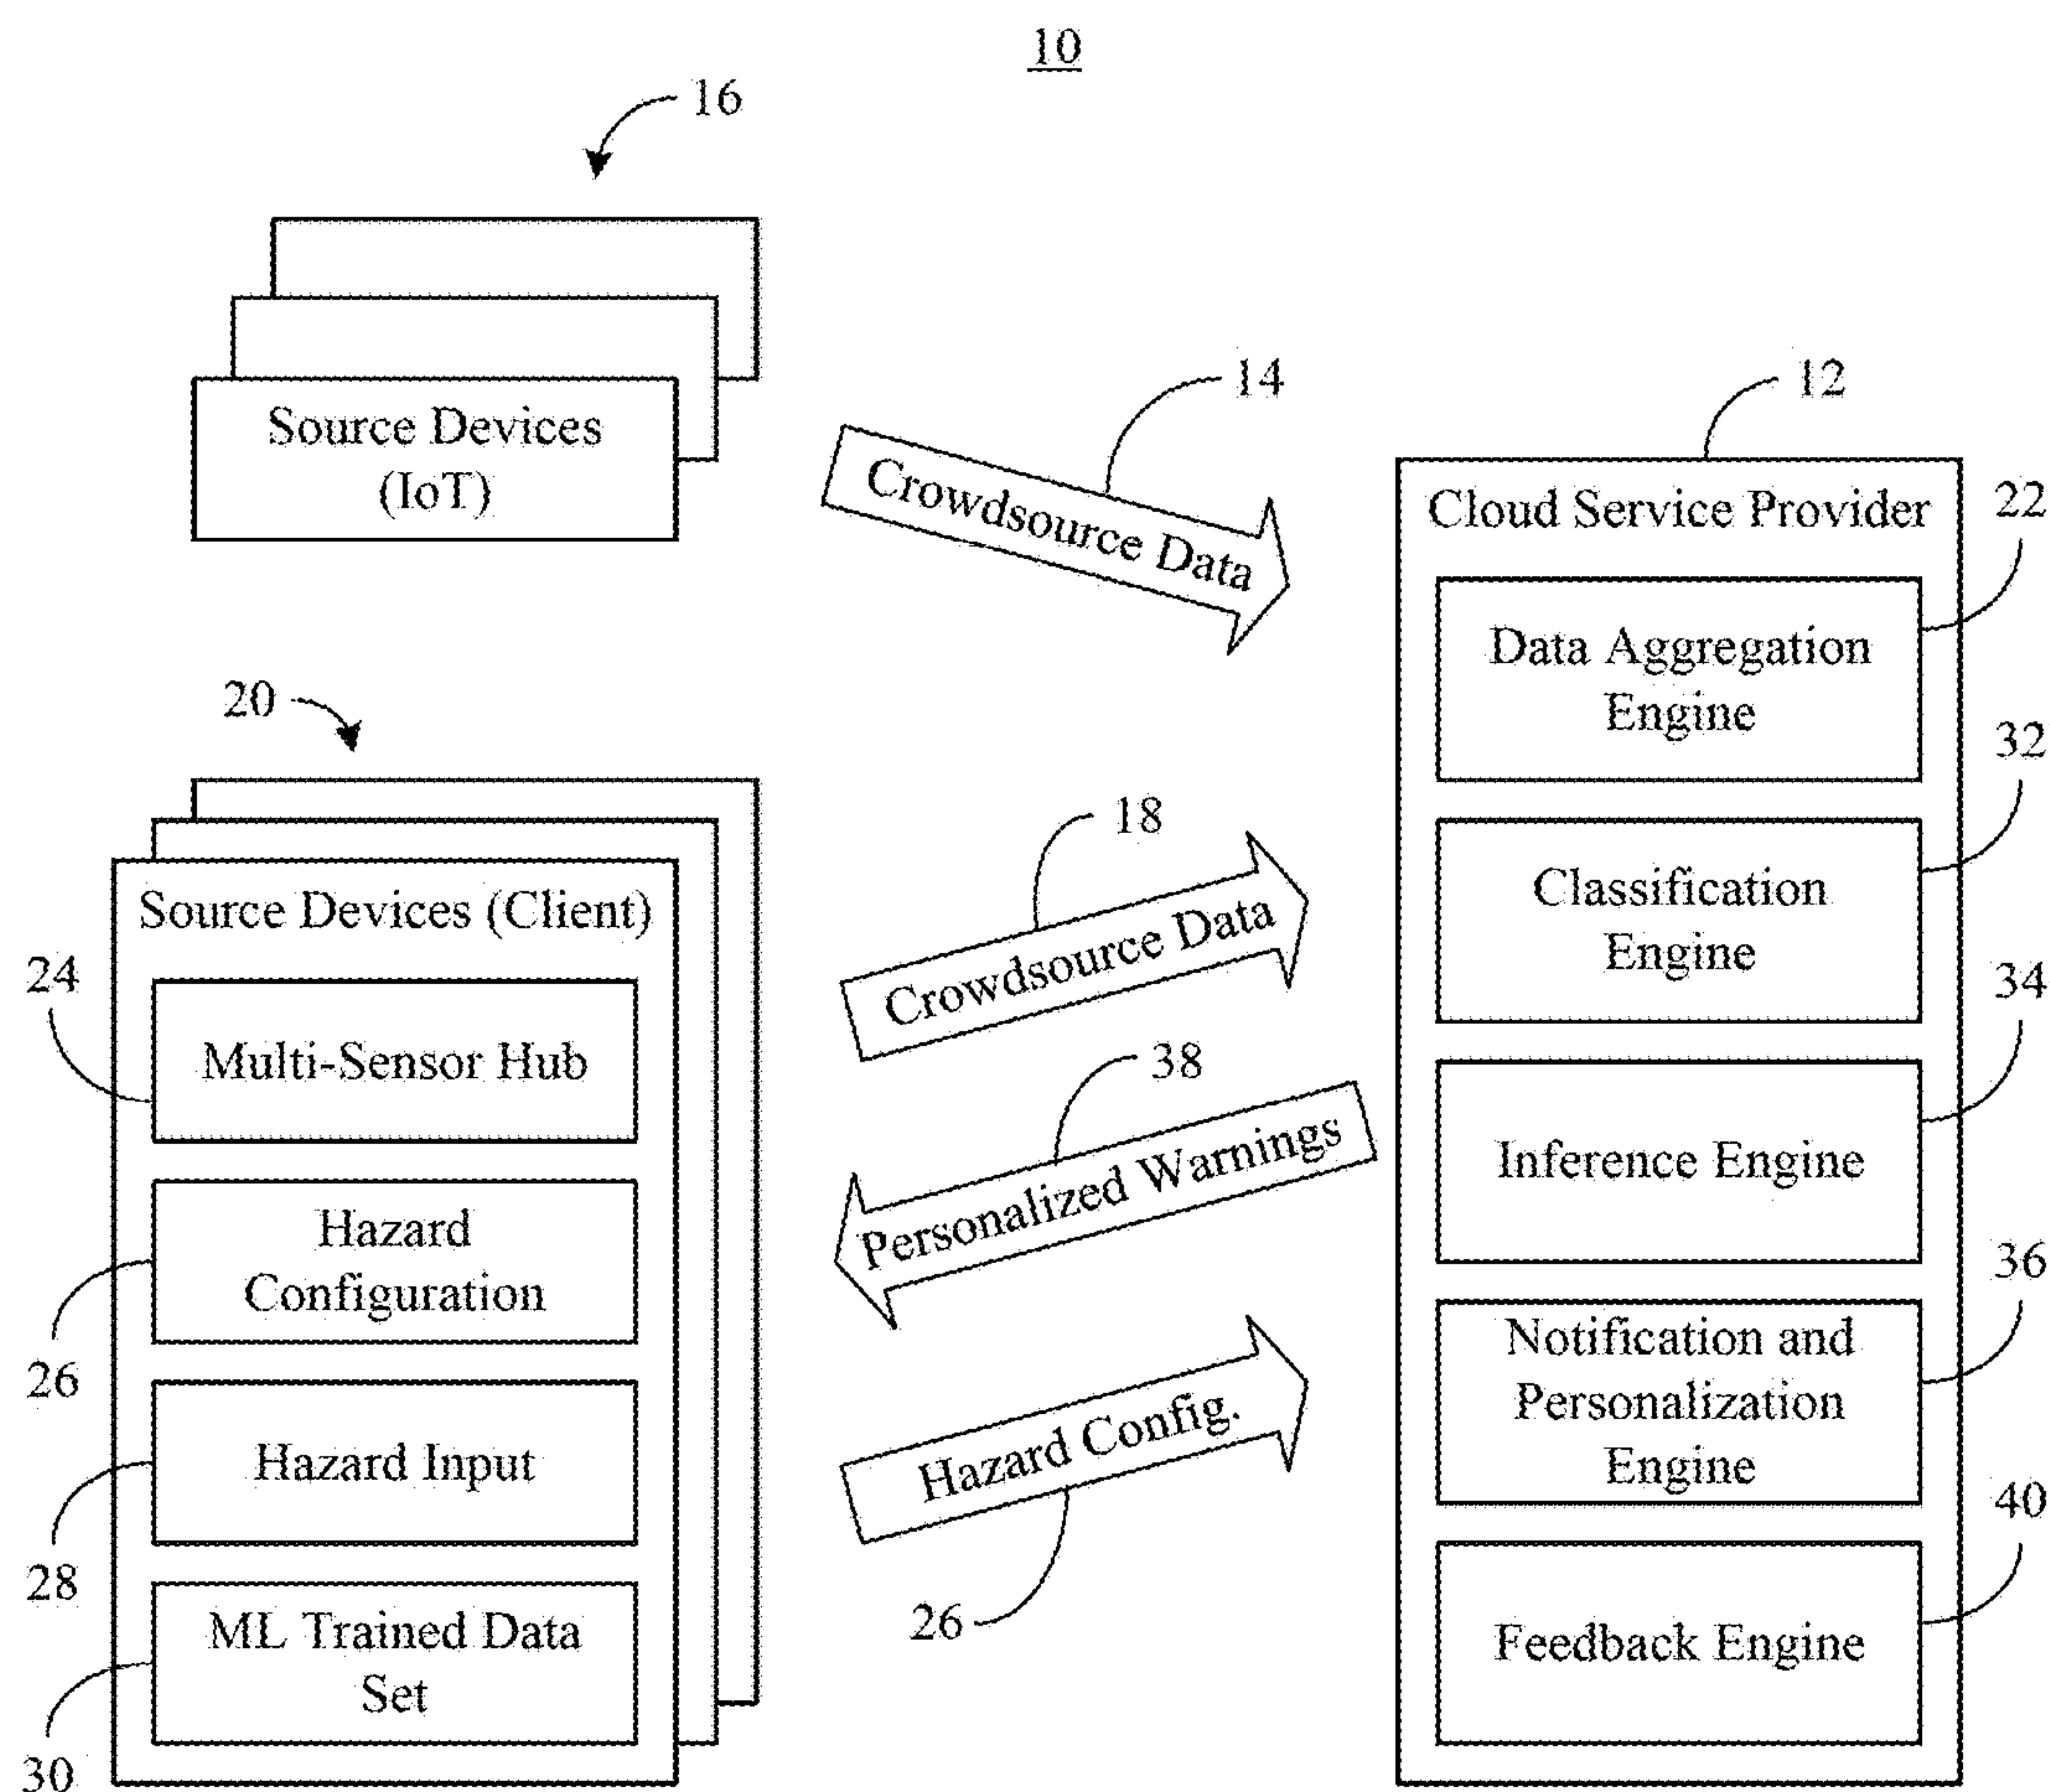 10
16
Source Devices
(IoT)
14
Crowdsource Data
12
Cloud Service Provider
22
Data Aggregation
Engine
32
Classification
Engine
34
Inference Engine
36
Notification and
Personalization
Engine
40
Feedback Engine
20
Source Devices (Client)
24
Multi-Sensor Hub
Hazard
Configuration
26
Hazard Input
28
ML Trained Data
Set
30
18
Crowdsource Data
38
Personalized Warnings
Hazard Config.
26